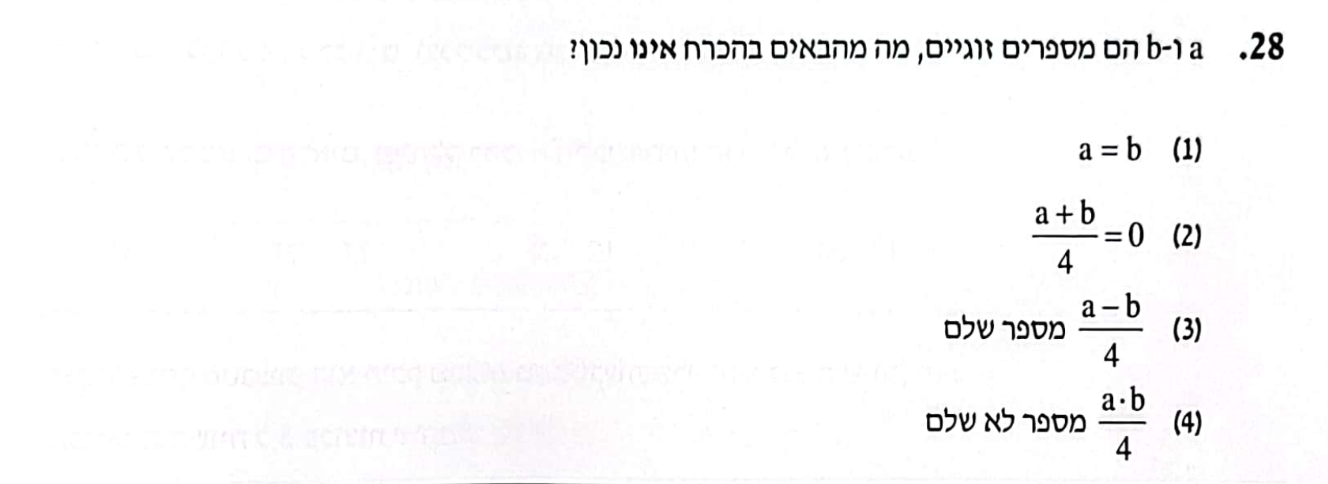 28. a ו-b הם מספרים זוגיים, מה מהבאים בהכרח אינו נכון?
(1) a = b
(2) \frac{a+b}{4}=0
(3) \frac{a-b}{4} מספר שלם
(4) \frac{a \cdot b}{4} מספר לא שלם